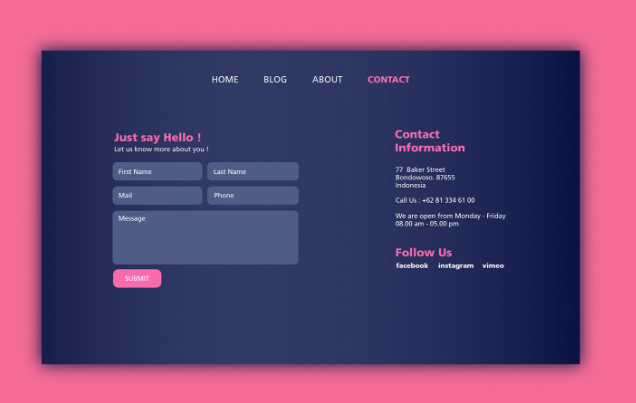 HOME BLOG ABOUT CONTACT
Just say Hello !
Let us know more about you !
First Name Last Name
Mail Phone
Message
SUBMIT
Contact
Information
77 Baker Street
Bondowoso. 87655
Indonesia
Call Us : +62 81 334 61 00
We are open from Monday - Friday
08.00 am - 05.00 pm
Follow Us
facebook instagram vimeo